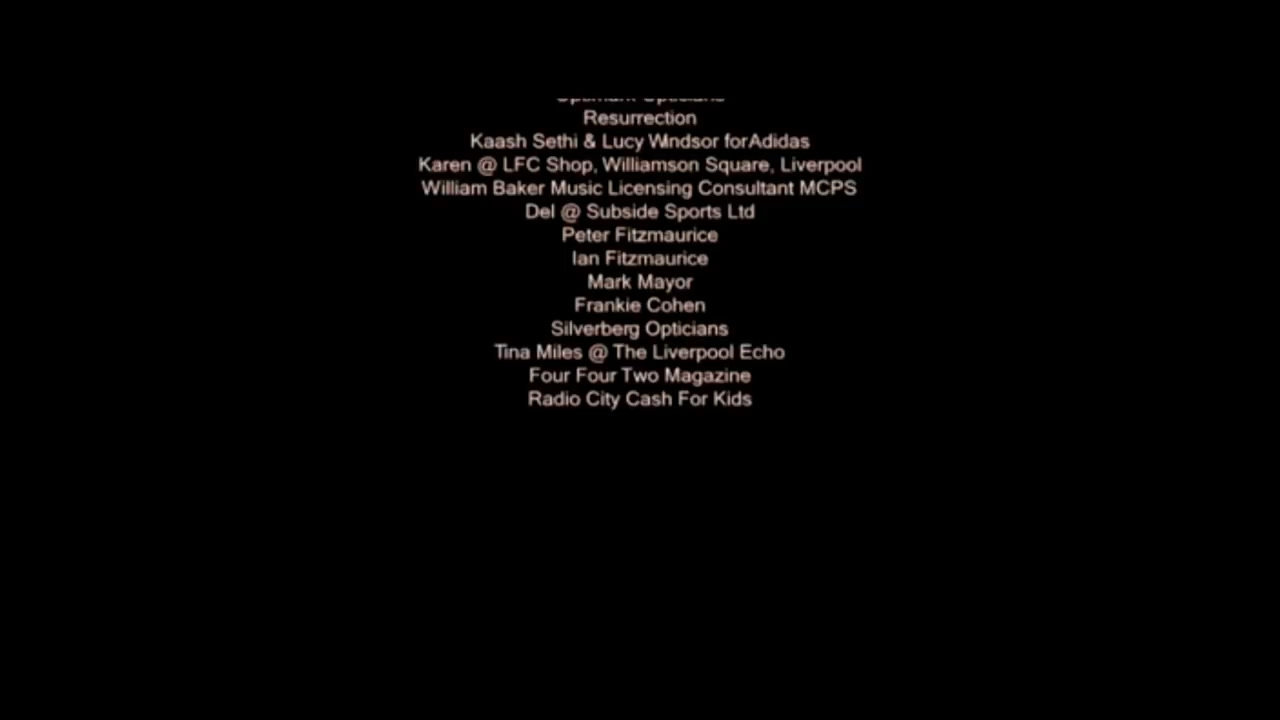 Resurrection
Kaash Sethi & Lucy Windsor for Adidas
Karen @ LFC Shop, Williamson Square, Liverpool
William Baker Music Licensing Consultant MCPS
Del @ Subside Sports Ltd
Peter Fitzmaurice
Ian Fitzmaurice
Mark Mayor
Frankie Cohen
Silverberg Opticians
Tina Miles @ The Liverpool Echo
Four Four Two Magazine
Radio City Cash For Kids